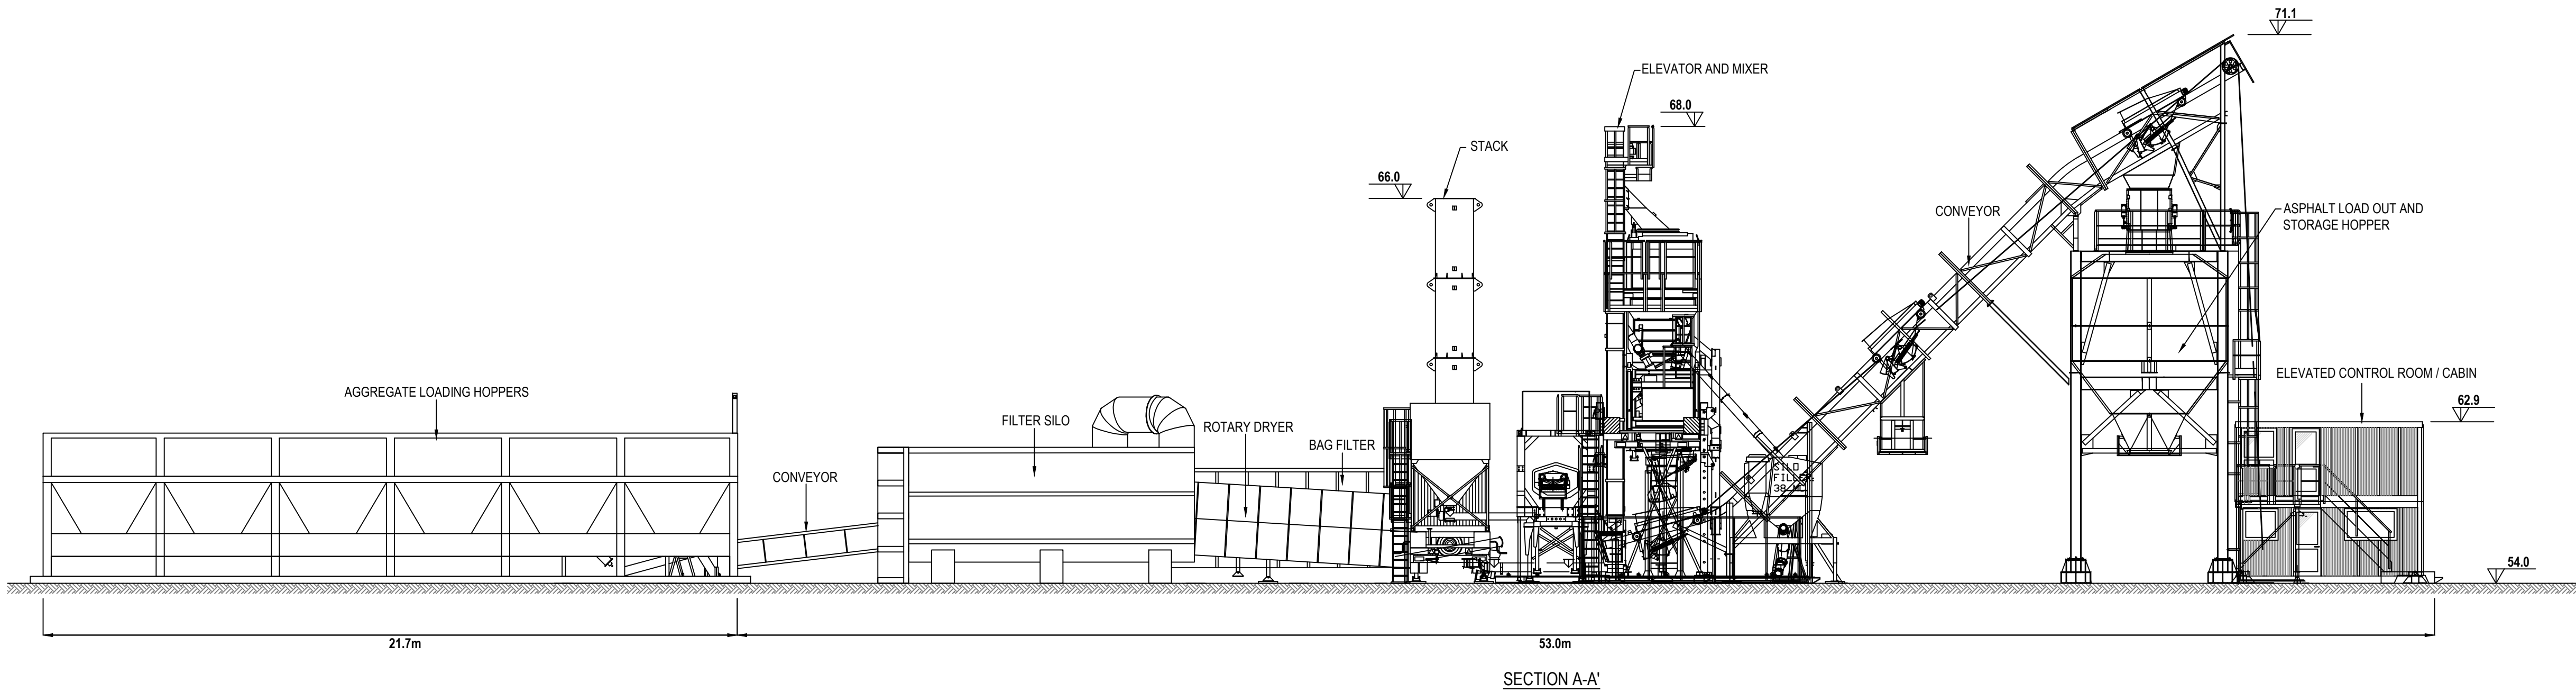 71.1
ELEVATOR AND MIXER
68.0
STACK
66.0
CONVEYOR
ASPHALT LOAD OUT AND
STORAGE HOPPER
ELEVATED CONTROL ROOM / CABIN
AGGREGATE LOADING HOPPERS
62.9
FILTER SILO
ROTARY DRYER
BAG FILTER
CONVEYOR
SILO
FILLER
54.0
21.7m
53.0m
SECTION A-A'